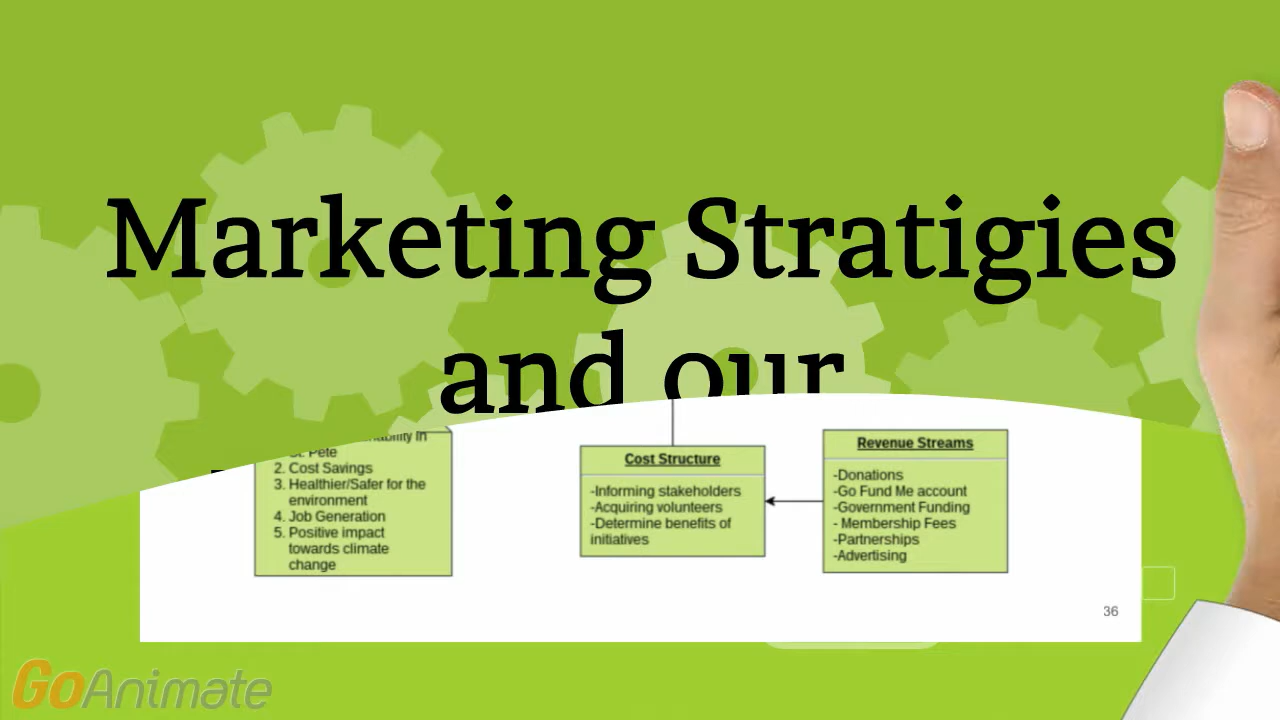 Marketing Stratigies
and our
St. Pete
2. Cost Savings
3. Healthier/Safer for the
environment
4. Job Generation
5. Positive impact
towards climate
change
Cost Structure
-Informing stakeholders
-Acquiring volunteers
-Determine benefits of
initiatives
Revenue Streams
-Donations
-Go Fund Me account
-Government Funding
- Membership Fees
-Partnerships
-Advertising
36
GoAnimate